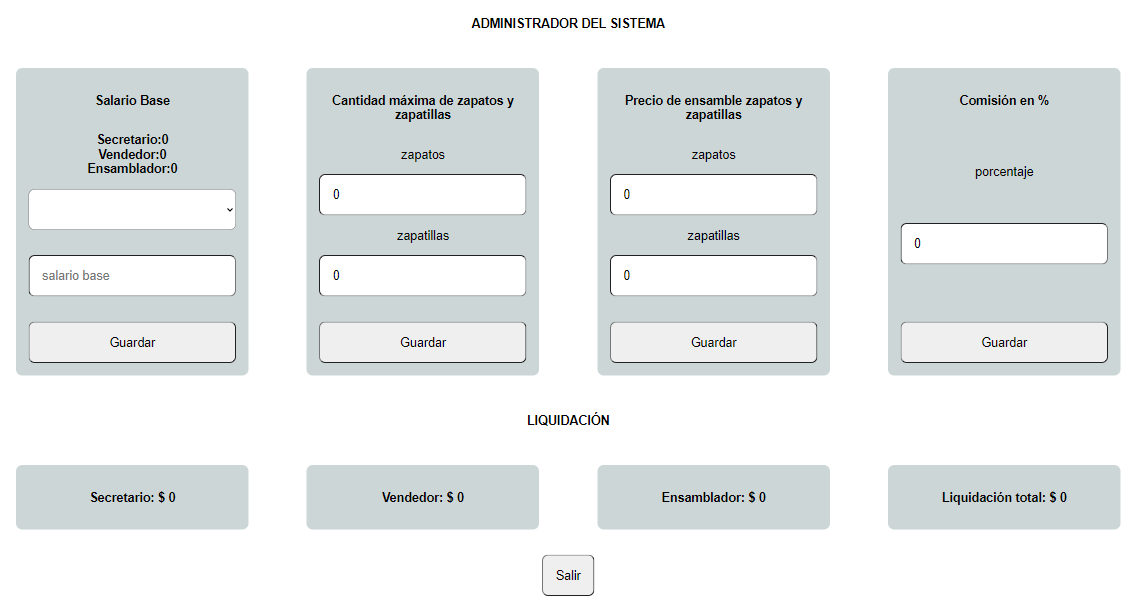 ADMINISTRADOR DEL SISTEMA
Salario Base
Secretario:0
Vendedor:0
Ensamblador:0
salario base
Guardar
Cantidad máxima de zapatos y
zapatillas
zapatos
0
zapatillas
0
Guardar
Precio de ensamble zapatos y
zapatillas
zapatos
0
zapatillas
0
Guardar
Comisión en %
porcentaje
0
Guardar
LIQUIDACIÓN
Secretario: $ 0
Vendedor: $ 0
Ensamblador: $ 0
Liquidación total: $ 0
Salir